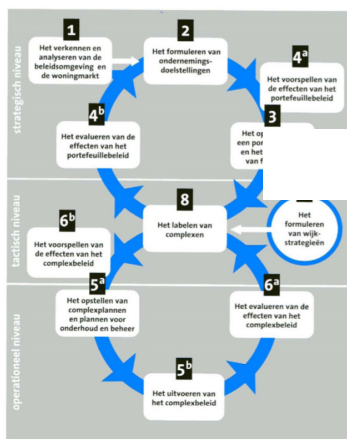 strategisch niveau
1
Het verkennen en
analyseren van de
beleidsomgeving en
de woningmarkt
2
Het formuleren van
ondernemings-
doelstellingen
4a
Het voorspellen van
de effecten van het
portefeuillebeleid
4b
Het evalueren van de
effecten van het
portefeuillebeleid
3
een
en het
van
tactisch niveau
8
Het labelen van
complexen
Het
formuleren
van wijk-
strategieën
6b
Het voorspellen van
de effecten van het
complexbeleid
5a
Het opstellen van
complexplannen
en plannen voor
onderhoud en beheer
6a
Het evalueren van de
effecten van het
complexbeleid
operationeel niveau
5b
Het uitvoeren van
het complexbeleid